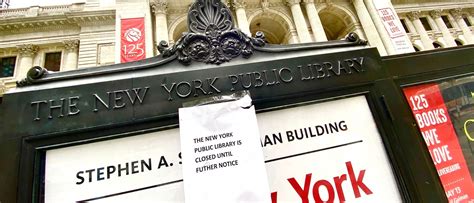 125
THE NEW YORK PUBLIC LIBRARY
THE NEW YORK
PUBLIC LIBRARY IS
CLOSED UNTIL
FUTHER NOTICE
STEPHEN A. S MAN BUILDING
York
125
BOOKS
WE
LOVE